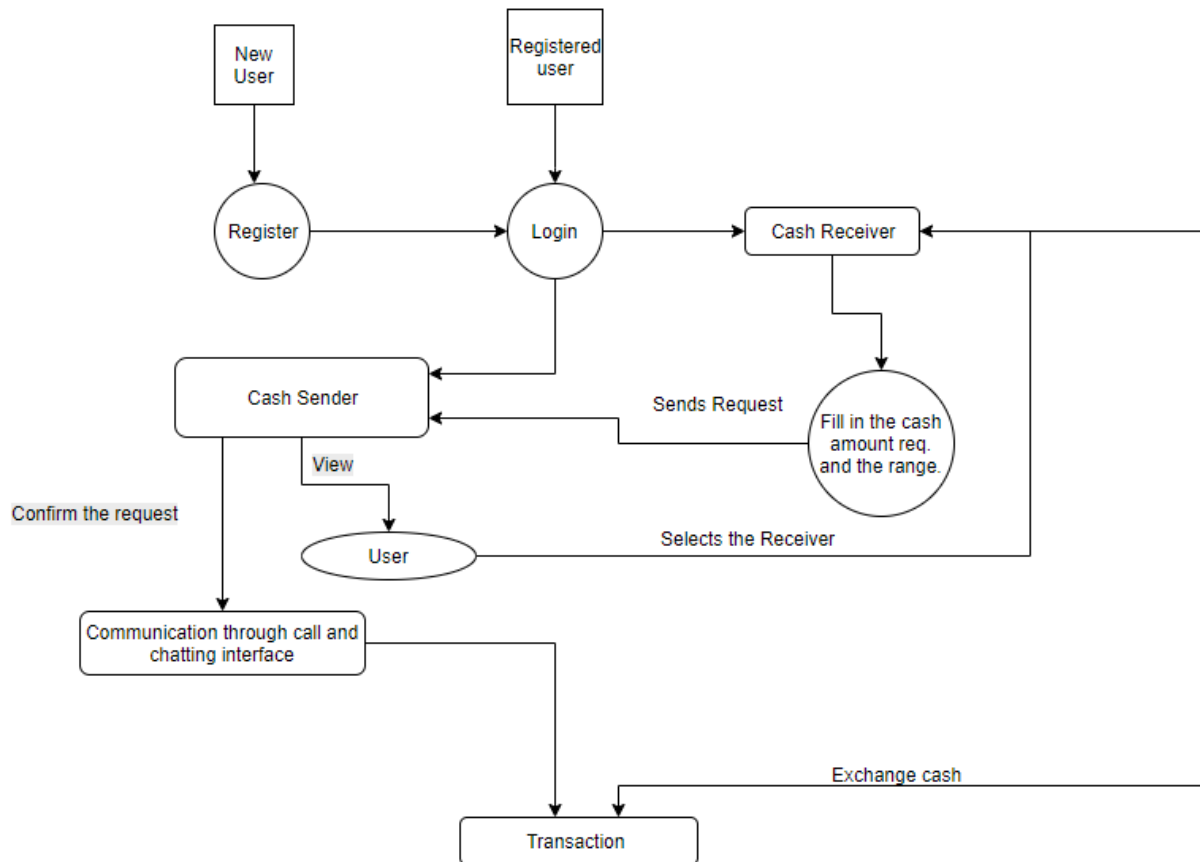 New
User
Registered
user
Register
Login
Cash Receiver
Cash Sender
Sends Request
Fill in the cash
amount req.
and the range.
View
Confirm the request
User
Selects the Receiver
Communication through call and
chatting interface
Exchange cash
Transaction